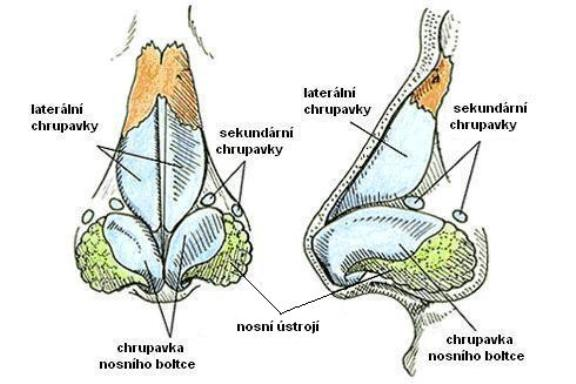 laterální
chrupavky
sekundární
chrupavky
laterální
chrupavky
sekundární
chrupavky
nosní ústrojí
chrupavka
nosního boltce
chrupavka
nosního boltce